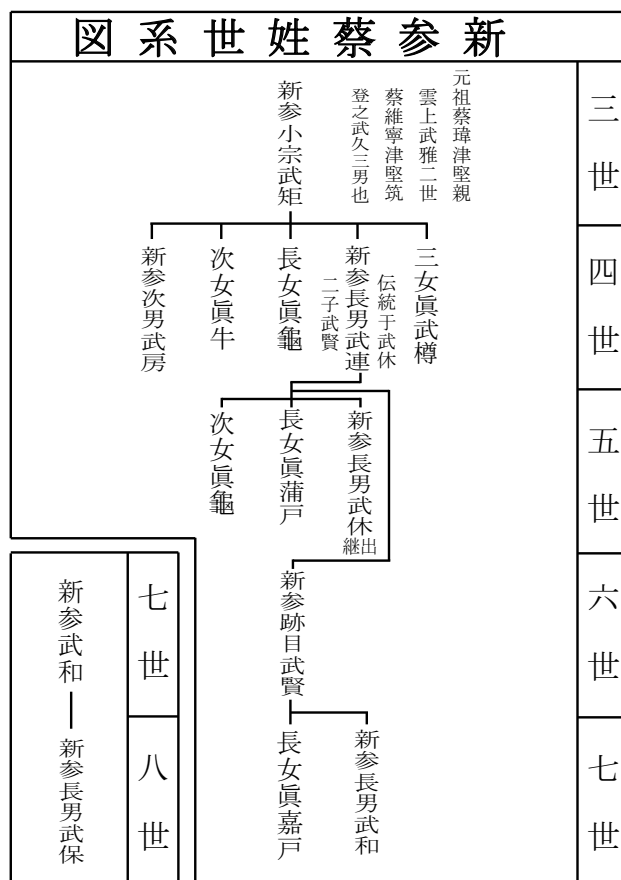 新参蔡姓世系図
三世
元祖蔡瑋津堅親
雲上武雅二世
蔡維寧津堅筑
登之武久三男也
新参小宗武矩
四世
三女眞武樽
伝統于武休
新参長男武連
二子武賢
長女眞龜
次女眞牛
新参次男武房
五世
新参長男武休
出継
長女眞蒲戸
次女眞龜
六世
新参跡目武賢
七世
新参長男武和
長女眞嘉戸
七世
新参武和
八世
新参長男武保